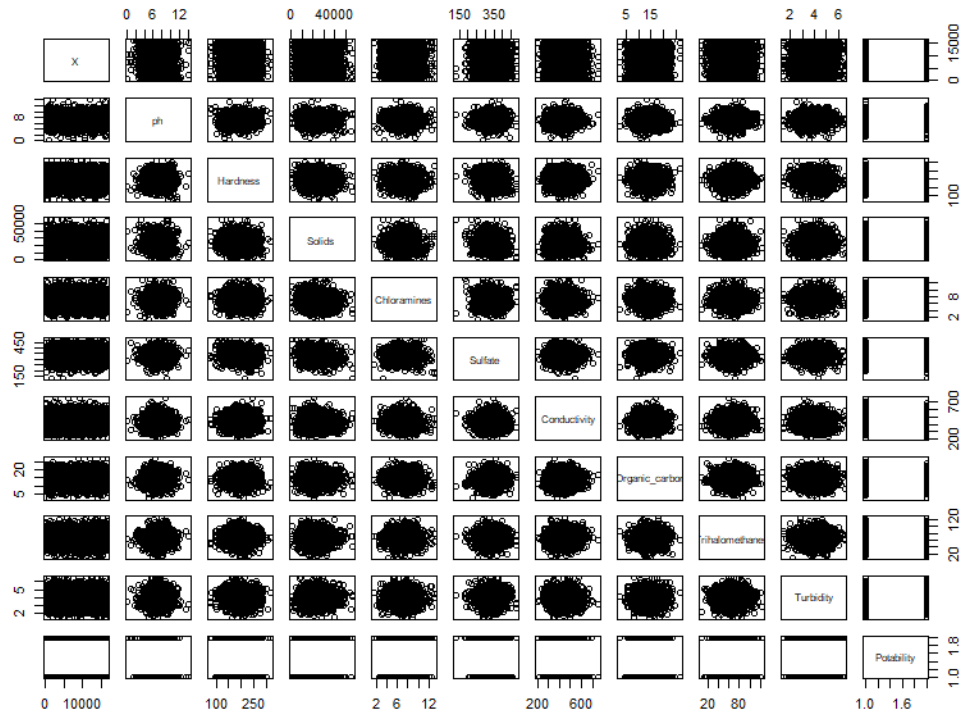 0 6 12 0 40000 150 350 5 15 2 4 6
X
0 15000
ph
0 8
Hardness
100
Solids
0 50000
Chloramines
2 8
Sulfate
150 450
Conductivity
200 700
Organic_carbon
5 20
Trihalomethanes
20 120
Turbidity
2 5
Potability
1.0 1.8
0 10000 100 250 2 6 12 200 600 20 80 1.0 1.6